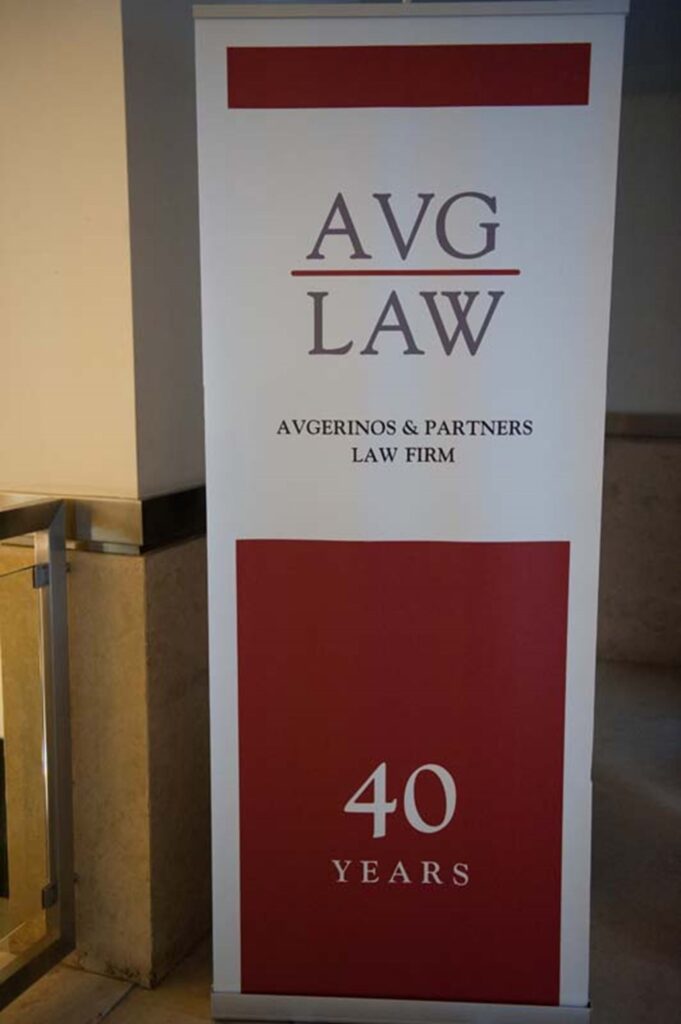 AVG
LAW
AVGERINOS & PARTNERS
LAW FIRM
40
YEARS